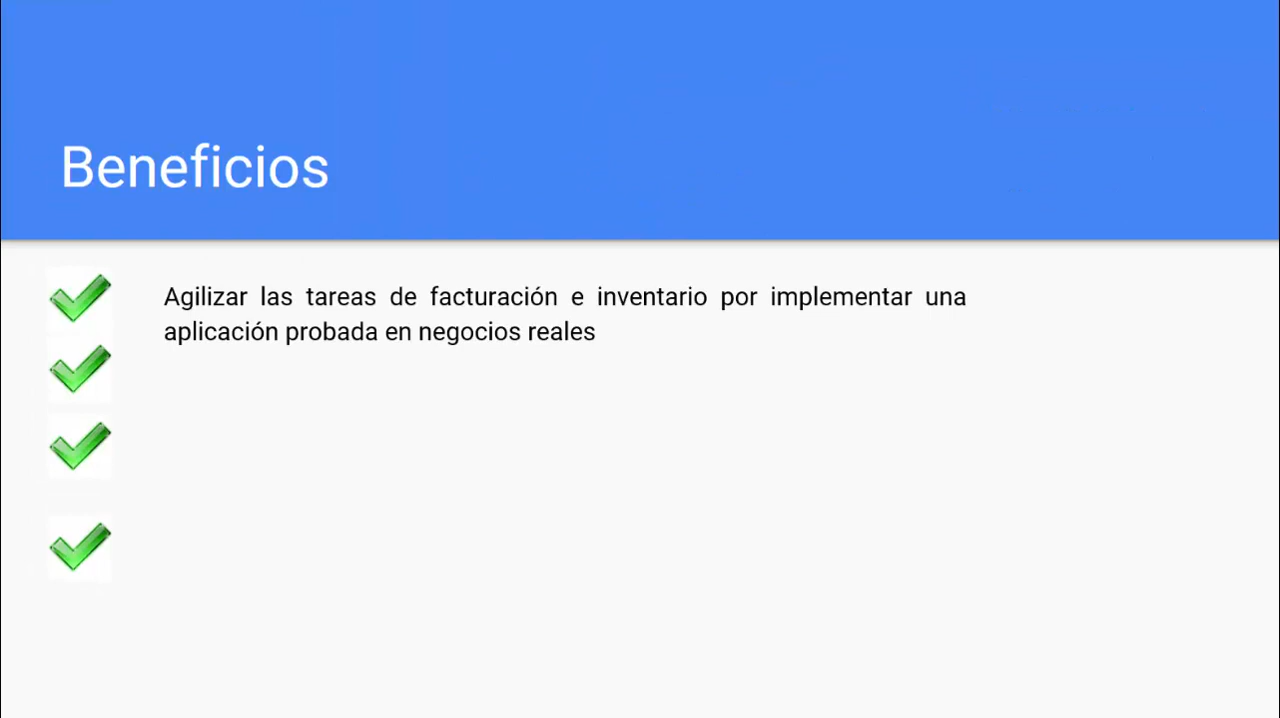 Beneficios
Agilizar las tareas de facturación e inventario por implementar una
aplicación probada en negocios reales